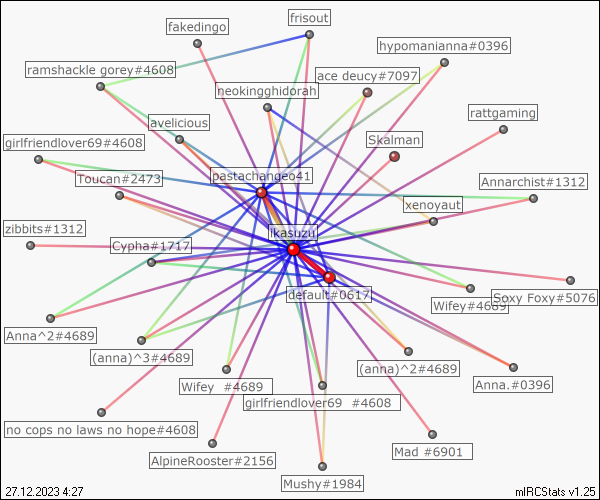 frisout
fakedingo
hypomanianna#0396
ramshackle gorey#4608
ace deucy#7097
neokingghidorah
rattgaming
avelicious
Skalman
girlfriendlover69#4608
pastachangeo41
Toucan#2473
Annarchist#1312
xenoyaut
zibbits#1312
ikasuzu
Cypha#1717
default#0617
Wifey#4689
Soxy Foxy#5076
Anna^2#4689
(anna)^3#4689
(anna)^2#4689
Wifey #4689
Anna.#0396
girlfriendlover69 #4608
no cops no laws no hope#4608
Mad #6901
AlpineRooster#2156
Mushy#1984
27.12.2023 4:27
mIRCStats v1.25